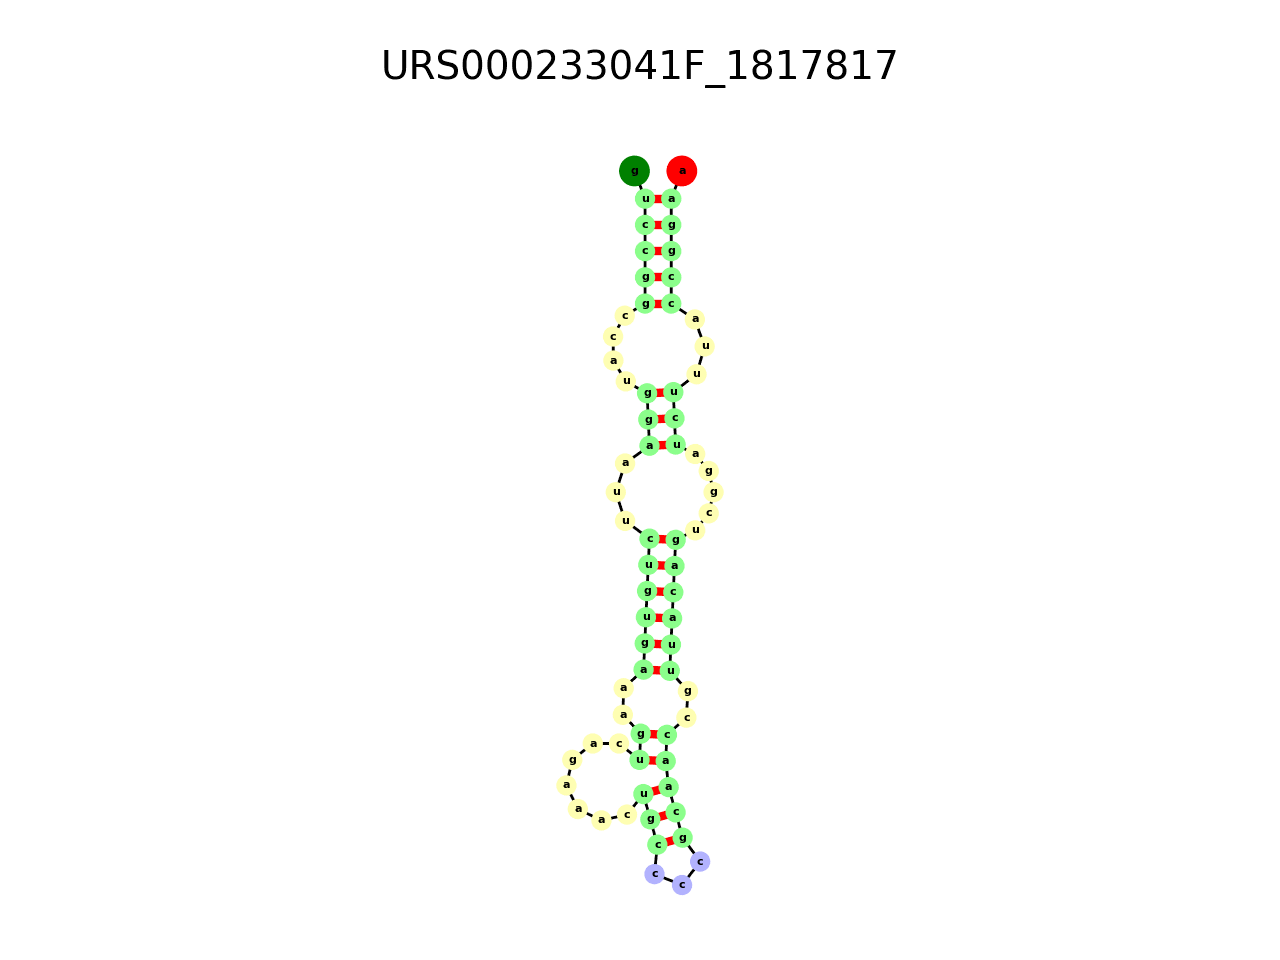 URS000233041F_1817817
g a
u a
c g
c g
g c
g c
c a
c u
a u
u
g u
g c
a u
a a
g
u g
u c
u
c g
u a
g c
u a
g u
a u
a g
a c
g c
a c
g u a
a u a
a c g c
a
c g
c c
c